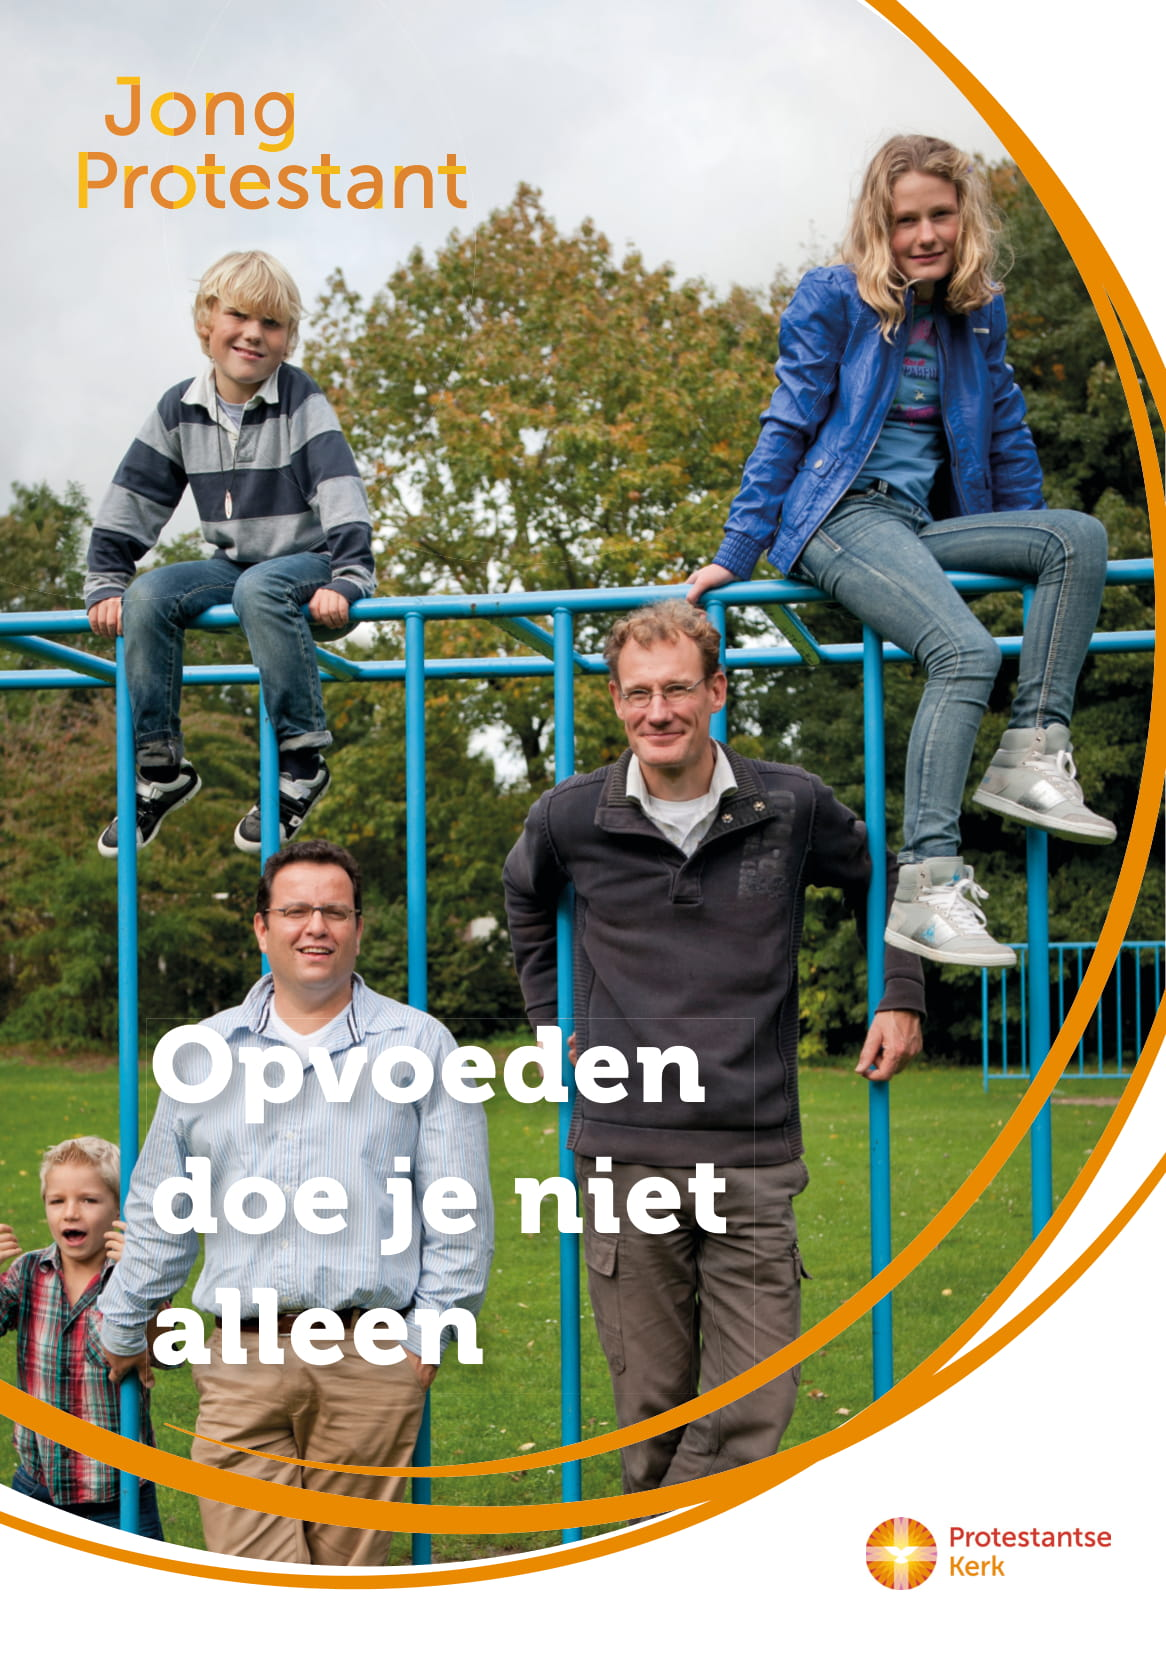 Jong
Protestant
Opvoeden
doe je niet
alleen
Protestantse
Kerk